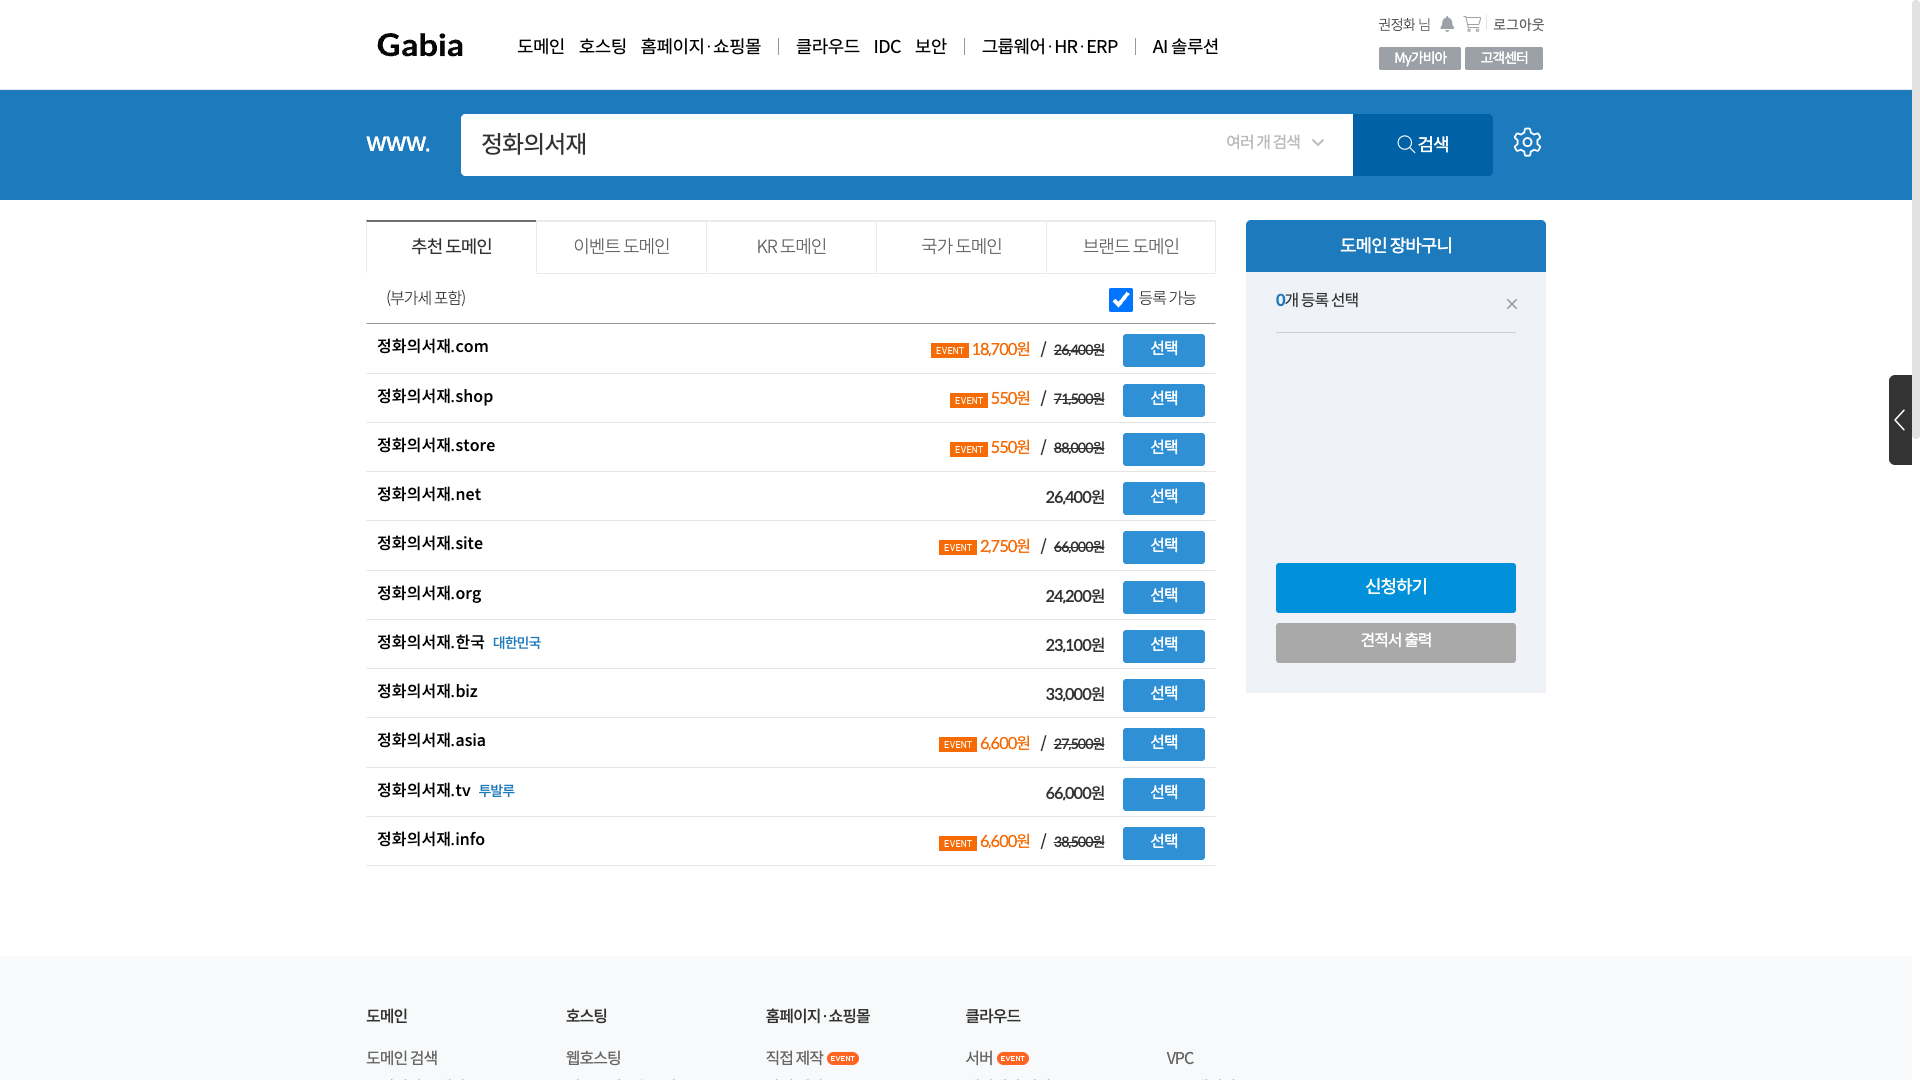 권정화 님 로그아웃
Gabia 도메인 호스팅 홈페이지·쇼핑몰 클라우드 IDC 보안 그룹웨어·HR·ERP AI 솔루션
My가비아 고객센터
www. 정화의서재 여러 개 검색 검색
추천 도메인 이벤트 도메인 KR 도메인 국가 도메인 브랜드 도메인
(부가세 포함) 등록 가능
정화의서재.com EVENT 18,700원 / 26,400원 선택
정화의서재.shop EVENT 550원 / 71,500원 선택
정화의서재.store EVENT 550원 / 88,000원 선택
정화의서재.net 26,400원 선택
정화의서재.site EVENT 2,750원 / 66,000원 선택
정화의서재.org 24,200원 선택
정화의서재.한국 대한민국 23,100원 선택
정화의서재.biz 33,000원 선택
정화의서재.asia EVENT 6,600원 / 27,500원 선택
정화의서재.tv 투발루 66,000원 선택
정화의서재.info EVENT 6,600원 / 38,500원 선택
도메인 장바구니
0개 등록 선택
신청하기
견적서 출력
도메인 호스팅 홈페이지·쇼핑몰 클라우드
도메인 검색 웹호스팅 직접 제작 EVENT 서버 EVENT VPC